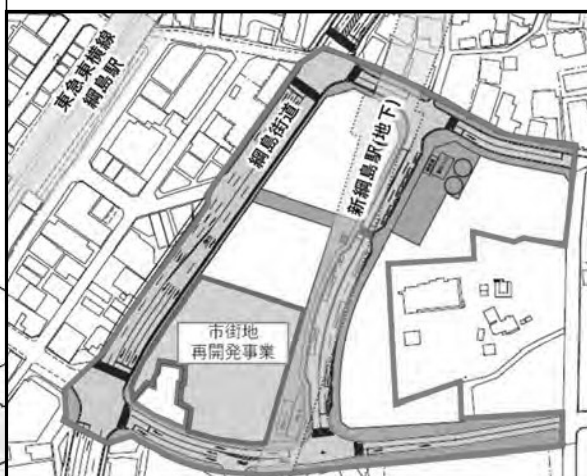 東急東横線
綱島駅
綱島街道
新綱島駅(地下)
市街地
再開発事業